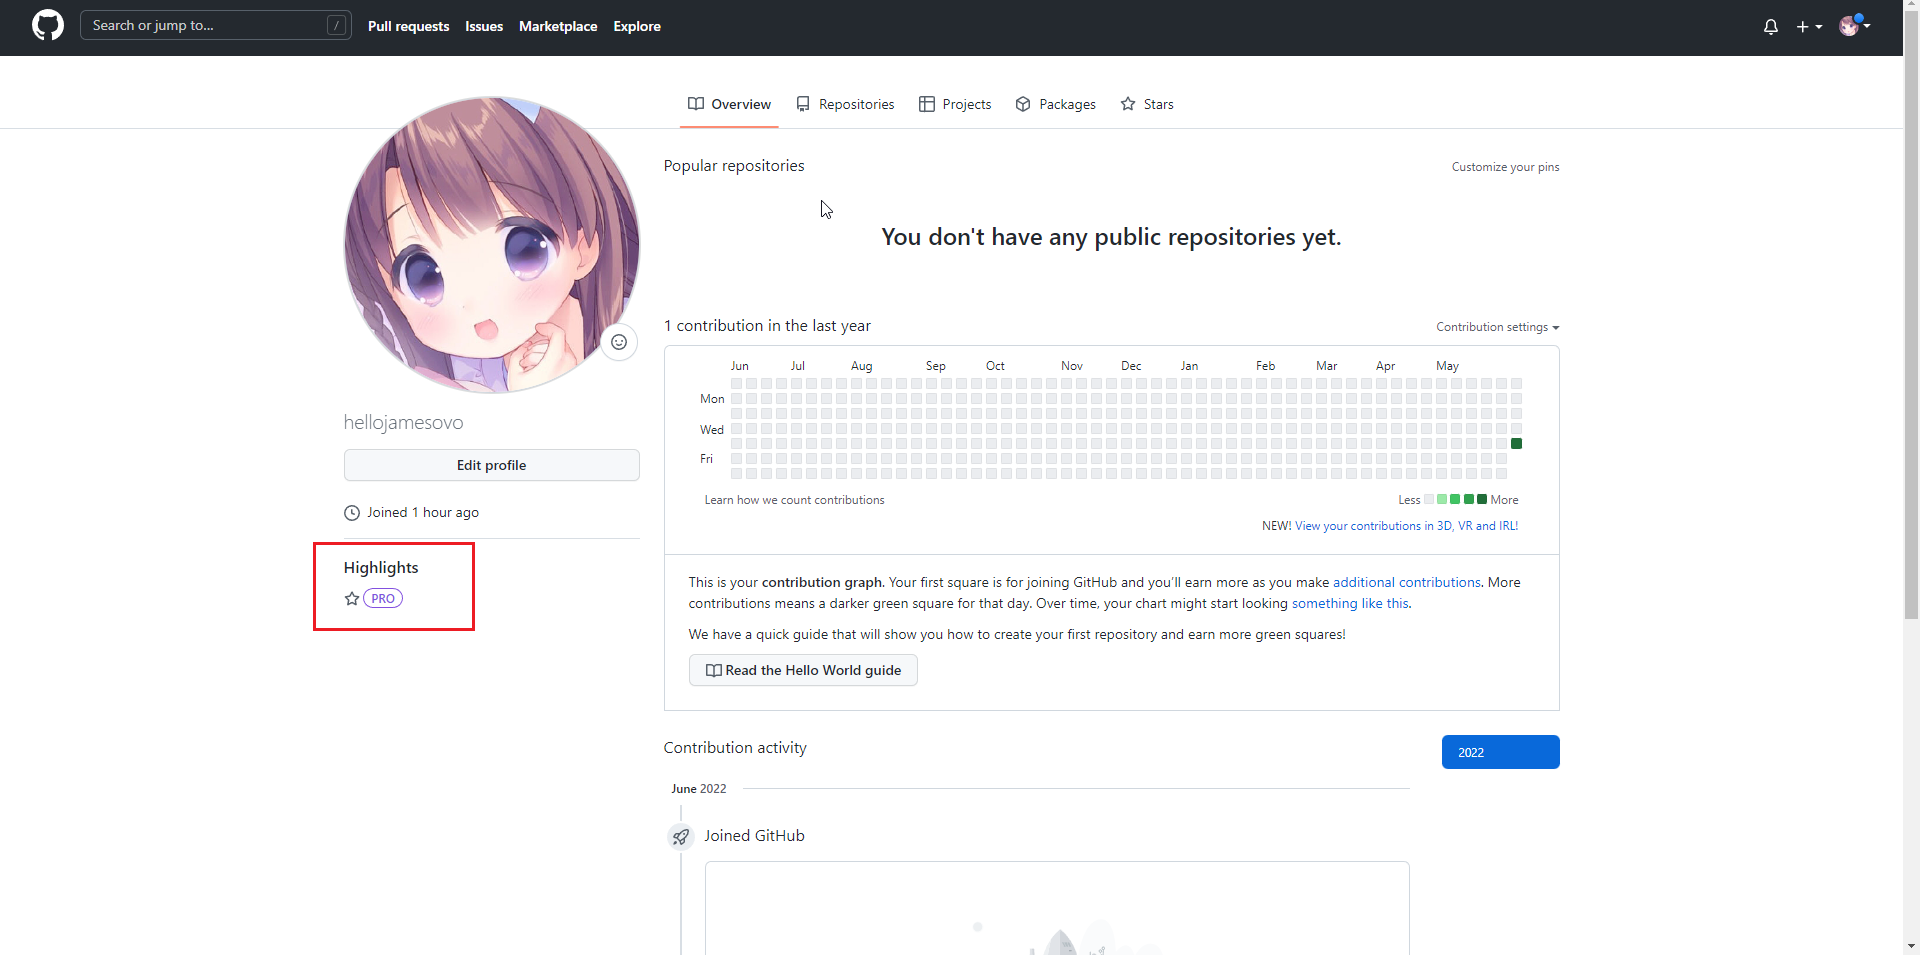 Search or jump to...
/
Pull requests
Issues
Marketplace
Explore
Overview
Repositories
Projects
Packages
Stars
hellojamesovo
Edit profile
Joined 1 hour ago
Highlights
PRO
Popular repositories
Customize your pins
You don't have any public repositories yet.
1 contribution in the last year
Contribution settings
Jun Jul Aug Sep Oct Nov Dec Jan Feb Mar Apr May
Mon
Wed
Fri
Learn how we count contributions
Less More
NEW! View your contributions in 3D, VR and IRL!
This is your contribution graph. Your first square is for joining GitHub and you’ll earn more as you make additional contributions. More
contributions means a darker green square for that day. Over time, your chart might start looking something like this.
We have a quick guide that will show you how to create your first repository and earn more green squares!
Read the Hello World guide
Contribution activity
2022
June 2022
Joined GitHub